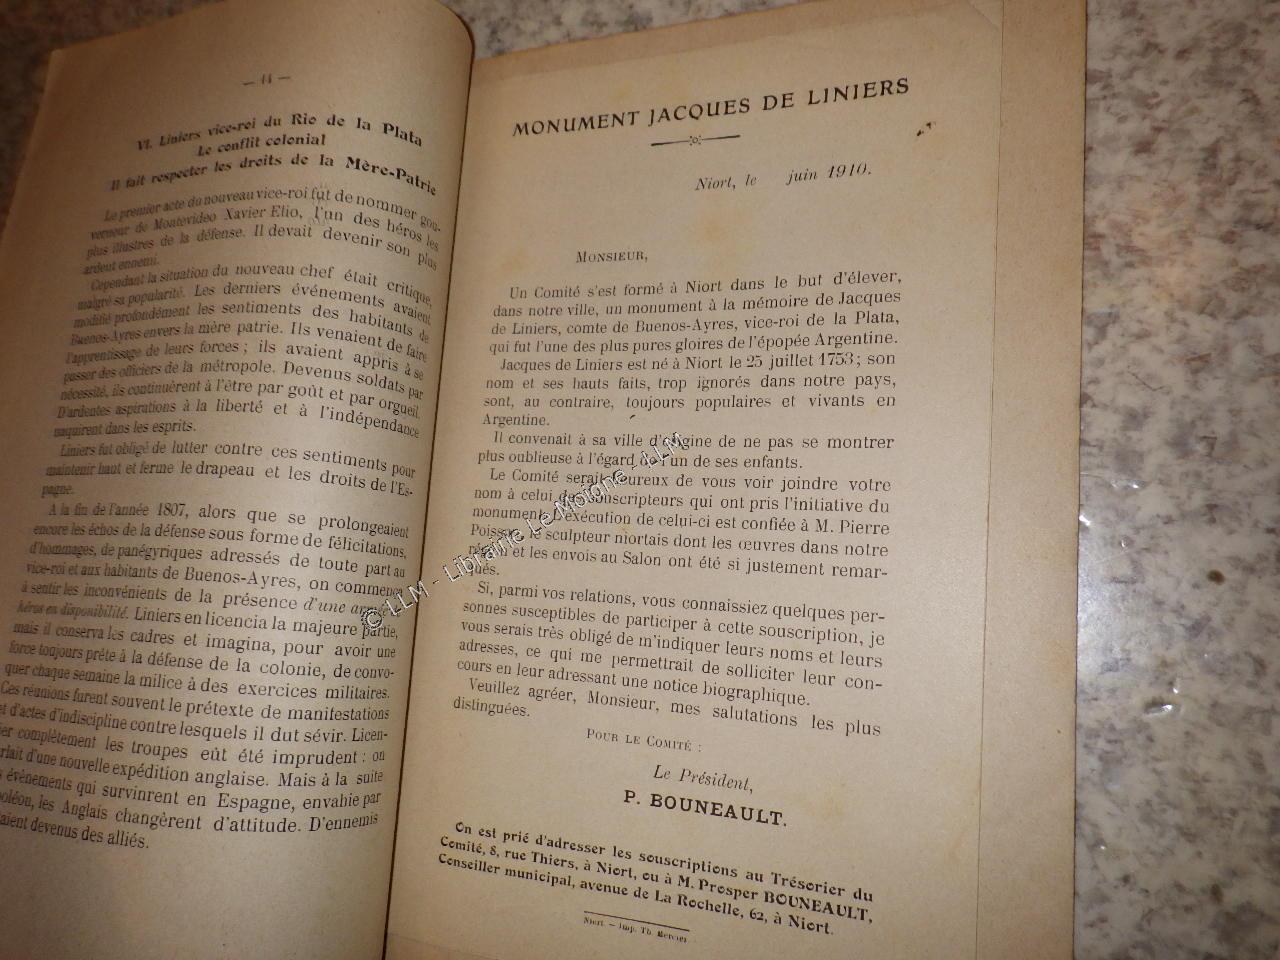 — 44 —
VI. Liniers vice-roi du Rio de la Plata
Le conflit colonial
Il fait respecter les droits de la Mère-Patrie
Le premier acte du nouveau vice-roi fut de nommer gou-
verneur de Montevideo Xavier Elio, l'un des héros les
plus illustres de la défense. Il devait devenir son plus
ardent ennemi.
Cependant la situation du nouveau chef était critique,
malgré sa popularité. Les derniers événements avaient
modifié profondément les sentiments des habitants de
Buenos-Ayres envers la mère patrie. Ils venaient de faire
l'apprentissage de leurs forces ; ils avaient appris à se
passer des officiers de la métropole. Devenus soldats par
nécessité, ils continuèrent à l'être par goût et par orgueil.
D'ardentes aspirations à la liberté et à l'indépendance
naquirent dans les esprits.
Liniers fut obligé de lutter contre ces sentiments pour
maintenir haut et ferme le drapeau et les droits de l'Es-
pagne.
A la fin de l'année 1807, alors que se prolongeaient
encore les échos de la défense sous forme de félicitations,
d'hommages, de panégyriques adressés de toute part au
vice-roi et aux habitants de Buenos-Ayres, on commença
à sentir les inconvénients de la présence d'une armée de
héros en disponibilité. Liniers en licencia la majeure partie,
mais il conserva les cadres et imagina, pour avoir une
force toujours prête à la défense de la colonie, de convo-
quer chaque semaine la milice à des exercices militaires.
Ces réunions furent souvent le prétexte de manifestations
et d'actes d'indiscipline contre lesquels il dut sévir. Licen-
cier complètement les troupes eût été imprudent : on
parlait d'une nouvelle expédition anglaise. Mais à la suite
événements qui survinrent en Espagne, envahie par
Napoléon, les Anglais changèrent d'attitude. D'ennemis
étaient devenus des alliés.
MONUMENT JACQUES DE LINIERS
Niort, le juin 1910.
MONSIEUR,
Un Comité s'est formé à Niort dans le but d'élever,
dans notre ville, un monument à la mémoire de Jacques
de Liniers, comte de Buenos-Ayres, vice-roi de la Plata,
qui fut l'une des plus pures gloires de l'épopée Argentine.
Jacques de Liniers est né à Niort le 25 juillet 1753 ; son
nom et ses hauts faits, trop ignorés dans notre pays,
sont, au contraire, toujours populaires et vivants en
Argentine.
Il convenait à sa ville d'origine de ne pas se montrer
plus oublieuse à l'égard de l'un de ses enfants.
Le Comité serait heureux de vous voir joindre votre
nom à celui des souscripteurs qui ont pris l'initiative du
monument. L'exécution de celui-ci est confiée à M. Pierre
Poisson, le sculpteur niortais dont les œuvres dans notre
région et les envois au Salon ont été si justement remar-
qués.
Si, parmi vos relations, vous connaissiez quelques per-
sonnes susceptibles de participer à cette souscription, je
vous serais très obligé de m'indiquer leurs noms et leurs
adresses, ce qui me permettrait de solliciter leur con-
cours en leur adressant une notice biographique.
Veuillez agréer, Monsieur, mes salutations les plus
distinguées.
POUR LE COMITÉ :
Le Président,
P. BOUNEAULT.
On est prié d'adresser les souscriptions au Trésorier du
Comité, 8, rue Thiers, à Niort, ou à M. Prosper BOUNEAULT,
Conseiller municipal, avenue de La Rochelle, 62, à Niort.
Niort. — Imp. Th. Mercier
© LLM - Librairie Le Moione - LLM